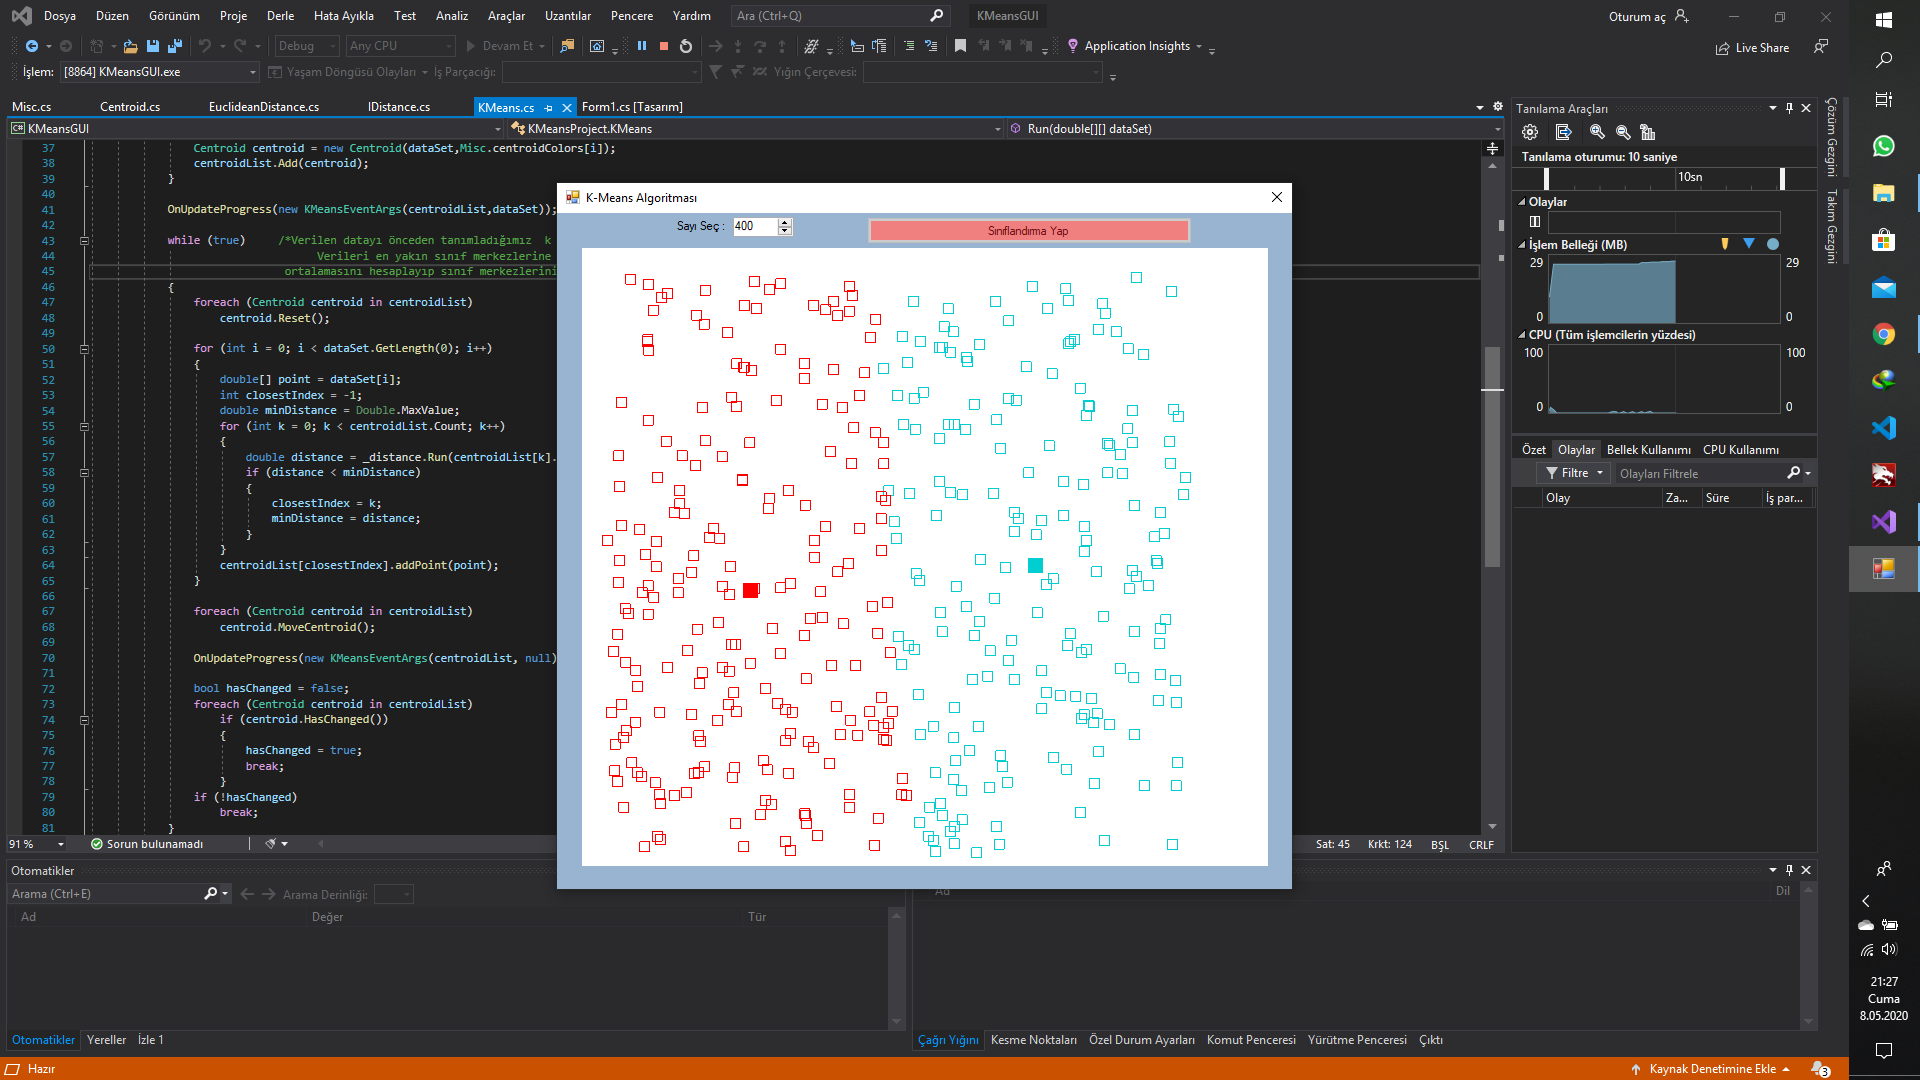 Dosya Düzen Görünüm Proje Derle Hata Ayıkla Test Analiz Araçlar Uzantılar Pencere Yardım Ara (Ctrl+Q) KMeansGUI Oturum aç
Debug Any CPU Devam Et Application Insights Live Share
İşlem: [8864] KMeansGUI.exe Yaşam Döngüsü Olayları İş Parçacığı: Yığın Çerçevesi:
Misc.cs Centroid.cs EuclideanDistance.cs IDistance.cs KMeans.cs Form1.cs [Tasarım]
KMeansGUI KMeansProject.KMeans Run(double[][] dataSet)
37 Centroid centroid = new Centroid(dataSet,Misc.centroidColors[i]);
38 centroidList.Add(centroid);
39 }
40
41 OnUpdateProgress(new KMeansEventArgs(centroidList,dataSet));
42
43 while (true) /*Verilen datayı önceden tanımladığımız k
44 Verileri en yakın sınıf merkezlerine
45 ortalamasını hesaplayıp sınıf merkezlerini
46 {
47 foreach (Centroid centroid in centroidList)
48 centroid.Reset();
49
50 for (int i = 0; i < dataSet.GetLength(0); i++)
51 {
52 double[] point = dataSet[i];
53 int closestIndex = -1;
54 double minDistance = Double.MaxValue;
55 for (int k = 0; k < centroidList.Count; k++)
56 {
57 double distance = _distance.Run(centroidList[k].
58 if (distance < minDistance)
59 {
60 closestIndex = k;
61 minDistance = distance;
62 }
63 }
64 centroidList[closestIndex].addPoint(point);
65 }
66
67 foreach (Centroid centroid in centroidList)
68 centroid.MoveCentroid();
69
70 OnUpdateProgress(new KMeansEventArgs(centroidList, null)
71
72 bool hasChanged = false;
73 foreach (Centroid centroid in centroidList)
74 if (centroid.HasChanged())
75 {
76 hasChanged = true;
77 break;
78 }
79 if (!hasChanged)
80 break;
81 }
91 % Sorun bulunamadı Sat: 45 Krkt: 124 BŞL CRLF
K-Means Algoritması
Sayı Seç : 400 Sınıflandırma Yap
Tanılama Araçları
Tanılama oturumu: 10 saniye
10sn
Olaylar
İşlem Belleği (MB)
29 29
0 0
CPU (Tüm işlemcilerin yüzdesi)
100 100
0 0
Özet Olaylar Bellek Kullanımı CPU Kullanımı
Filtre Olayları Filtrele
Olay Za... Süre İş par...
Çözüm Gezgini
Takım Gezgini
Otomatikler
Arama (Ctrl+E) Arama Derinliği:
Ad Değer Tür
Ad Dil
Otomatikler Yereller İzle 1
Çağrı Yığını Kesme Noktaları Özel Durum Ayarları Komut Penceresi Yürütme Penceresi Çıktı
Hazır Kaynak Denetimine Ekle 3
21:27
Cuma
8.05.2020